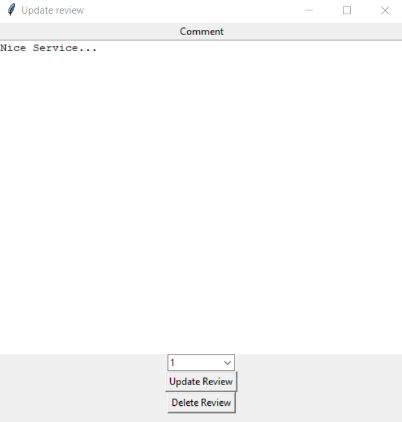 Update review
Comment
Nice Service...
1
Update Review
Delete Review